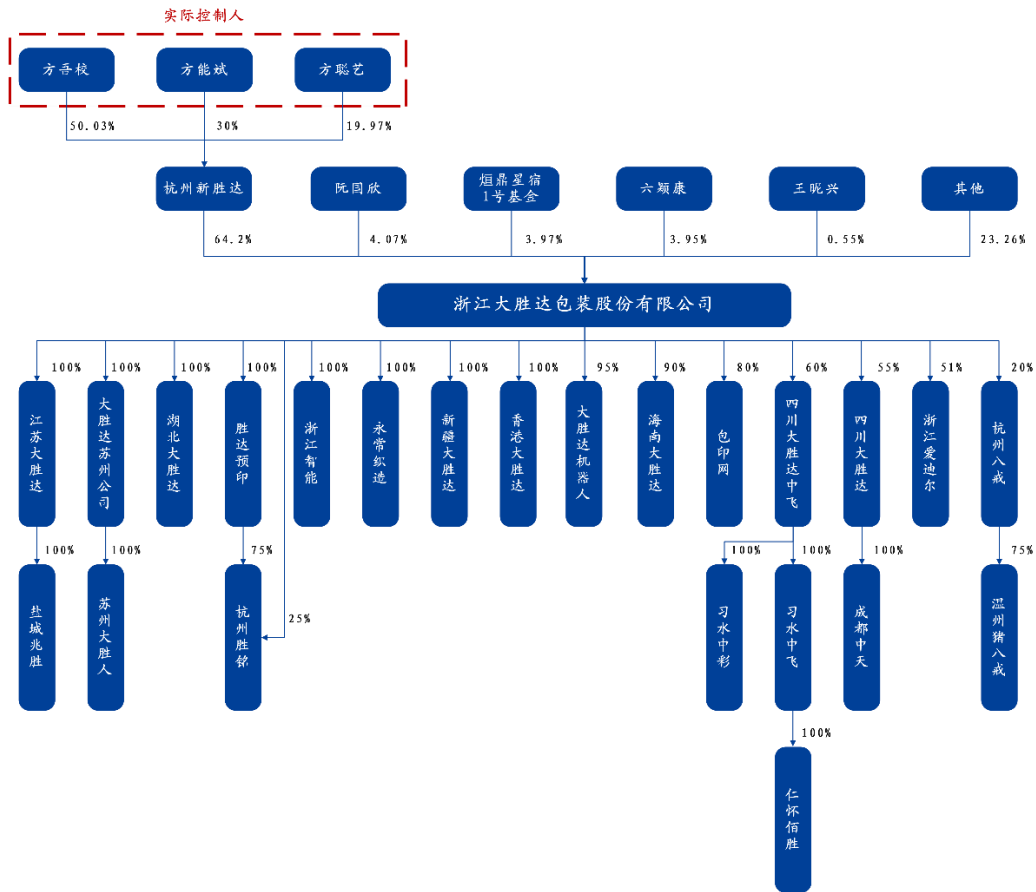 实际控制人
方吾校
方能斌
方聪艺
50.03%
30%
19.97%
杭州新胜达
阮国欣
烜鼎星宿
1号基金
六颖康
王昕兴
其他
64.2%
4.07%
3.97%
3.95%
0.55%
23.26%
浙江大胜达包装股份有限公司
100%
100%
100%
100%
100%
100%
100%
100%
95%
90%
80%
60%
55%
51%
20%
江苏大胜达
大胜达苏州公司
湖北大胜达
胜达预印
浙江智能
永常织造
新疆大胜达
香港大胜达
大胜达机器人
海南大胜达
包印网
四川大胜达中飞
四川大胜达
浙江爱迪尔
杭州八戒
100%
100%
75%
25%
100%
100%
100%
75%
盐城兆胜
苏州大胜人
杭州胜铭
习水中彩
习水中飞
成都中天
温州猪八戒
100%
仁怀佰胜